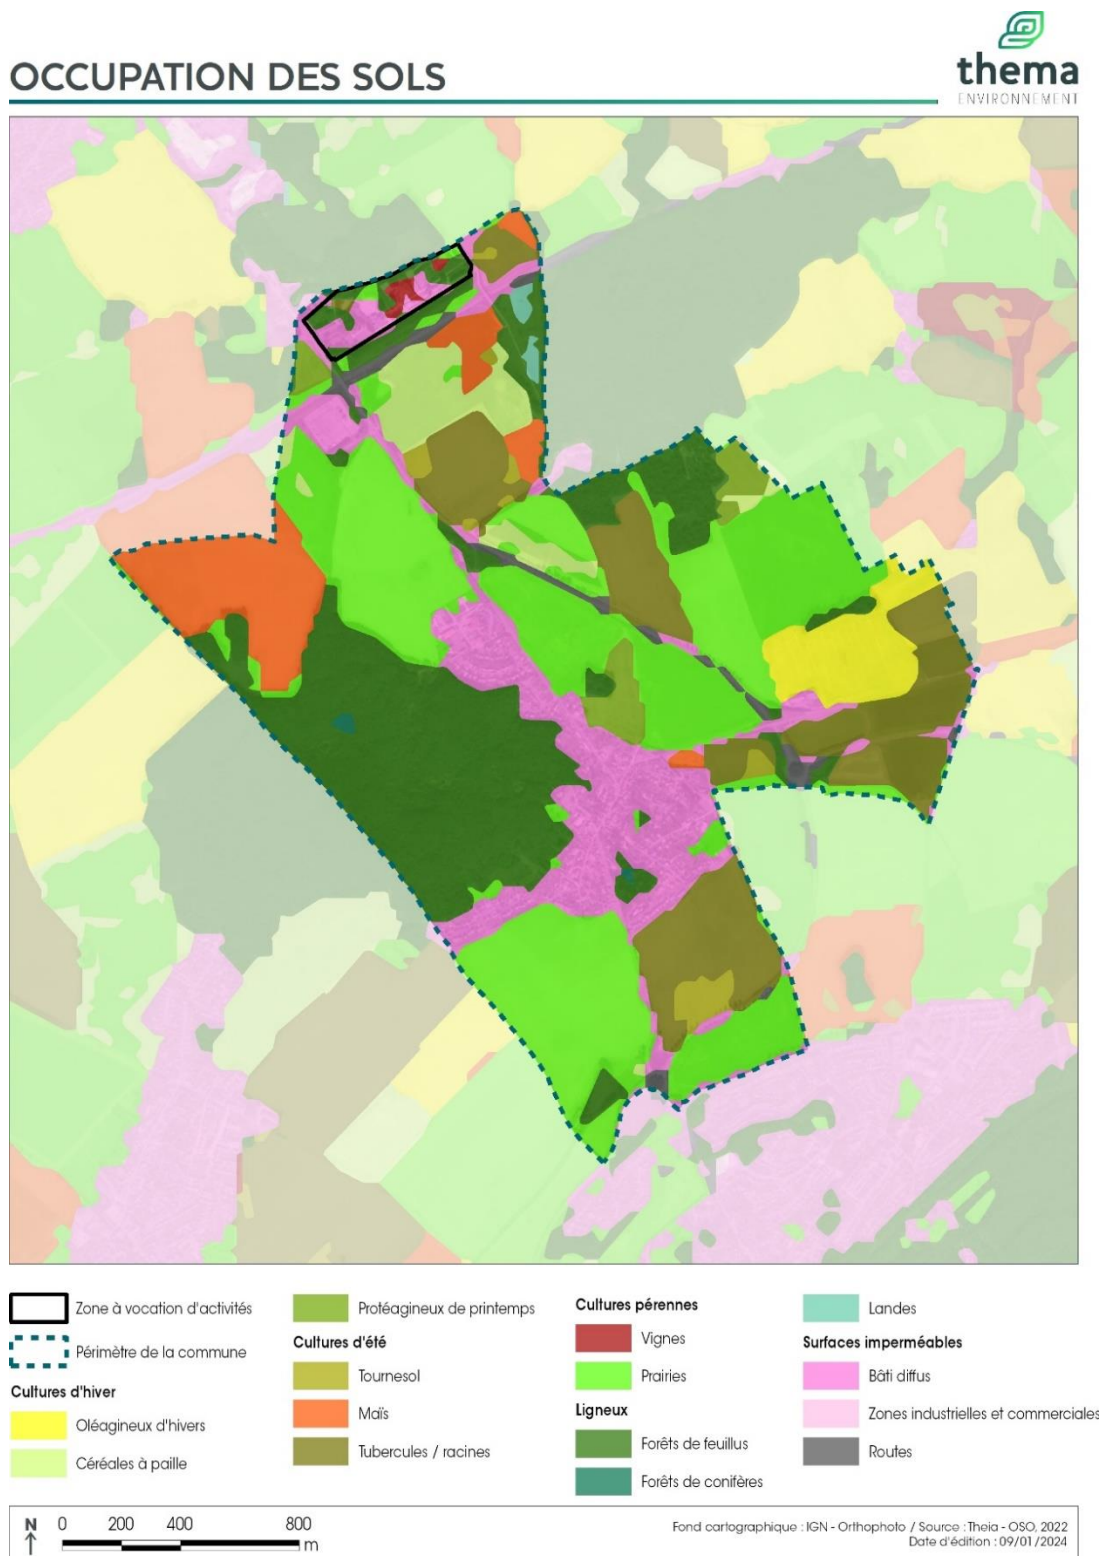 OCCUPATION DES SOLS
thema
ENVIRONNEMENT
Zone à vocation d'activités
Périmètre de la commune
Cultures d'hiver
Oléagineux d'hivers
Céréales à paille
Protéagineux de printemps
Cultures d'été
Tournesol
Maïs
Tubercules / racines
Cultures pérennes
Vignes
Prairies
Ligneux
Forêts de feuillus
Forêts de conifères
Landes
Surfaces imperméables
Bâti diffus
Zones industrielles et commerciales
Routes
N 0 200 400 800
m
Fond cartographique : IGN - Orthophoto / Source : Theia - OSO, 2022
Date d'édition : 09/01/2024